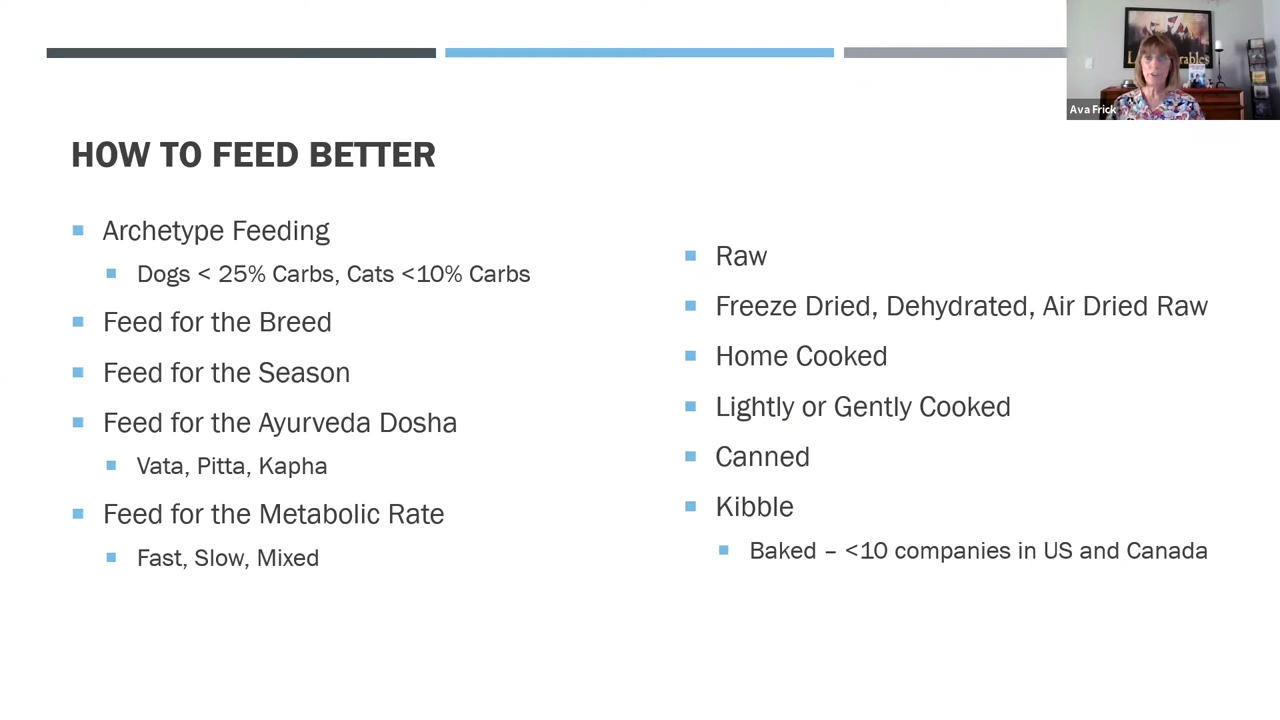 HOW TO FEED BETTER
Archetype Feeding
Dogs < 25% Carbs, Cats <10% Carbs
Feed for the Breed
Feed for the Season
Feed for the Ayurveda Dosha
Vata, Pitta, Kapha
Feed for the Metabolic Rate
Fast, Slow, Mixed
Raw
Freeze Dried, Dehydrated, Air Dried Raw
Home Cooked
Lightly or Gently Cooked
Canned
Kibble
Baked – <10 companies in US and Canada
Ava Frick